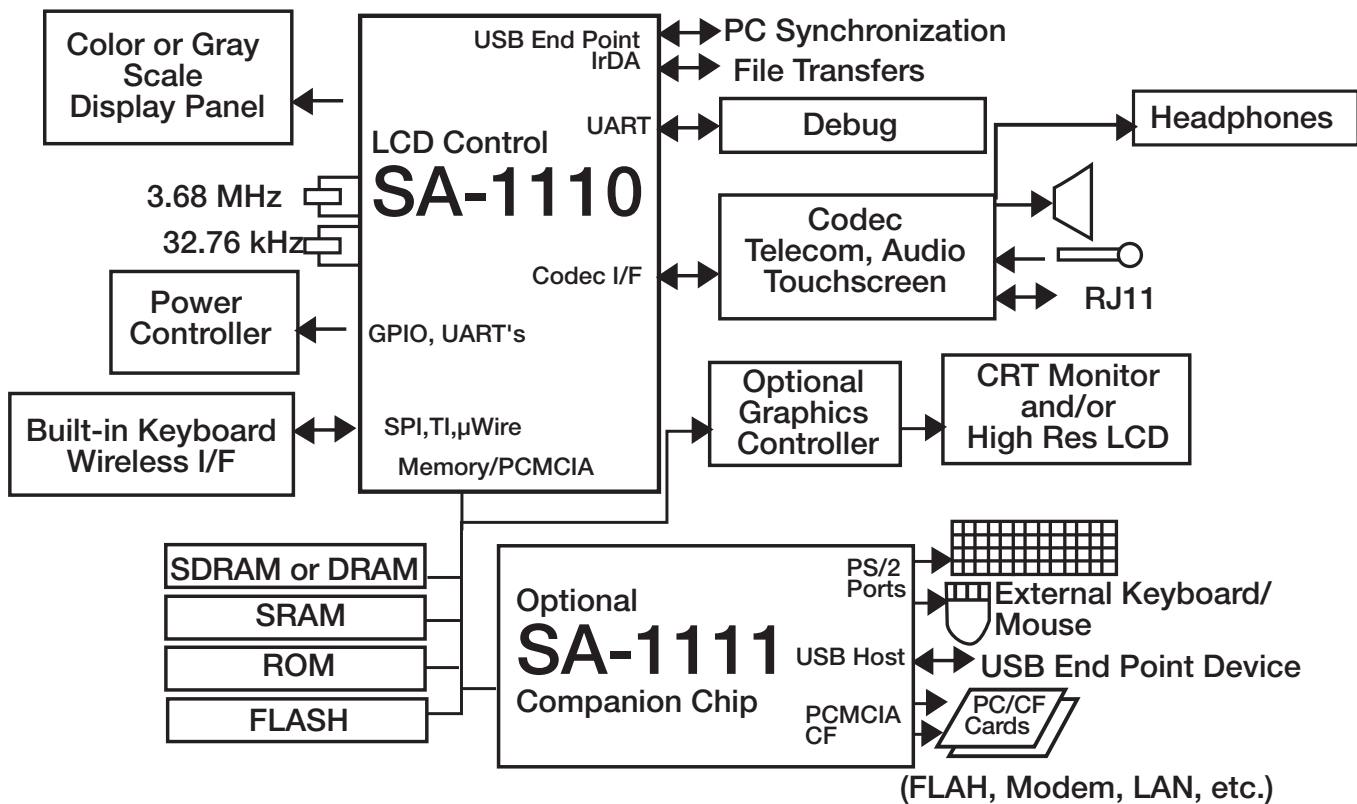 Color or Gray
Scale
Display Panel
USB End Point
IrDA
PC Synchronization
File Transfers
UART
Debug
Headphones
LCD Control
SA-1110
3.68 MHz
32.76 kHz
Codec
Telecom, Audio
Touchscreen
Codec I/F
RJ11
Power
Controller
GPIO, UART's
Optional
Graphics
Controller
CRT Monitor
and/or
High Res LCD
Built-in Keyboard
Wireless I/F
SPI,TI,µWire
Memory/PCMCIA
SDRAM or DRAM
SRAM
ROM
FLASH
Optional
SA-1111
Companion Chip
PS/2
Ports
External Keyboard/
Mouse
USB Host
USB End Point Device
PCMCIA
CF
PC/CF
Cards
(FLAH, Modem, LAN, etc.)